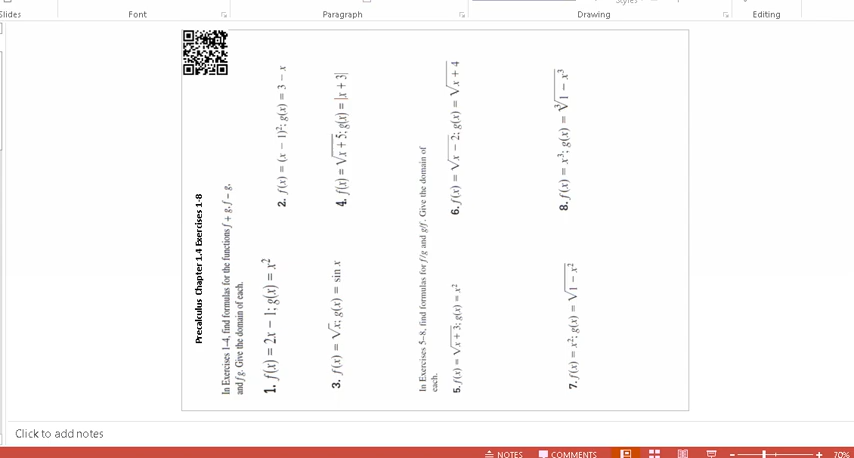 Slides
Font
Paragraph
Drawing
Editing
Precalculus Chapter 1.4 Exercises 1-8
In Exercises 1–4, find formulas for the functions f + g, f − g,
and fg. Give the domain of each.
1. f(x) = 2x − 1; g(x) = x²
2. f(x) = (x − 1)²; g(x) = 3 − x
3. f(x) = √x; g(x) = sin x
4. f(x) = √(x + 5); g(x) = |x + 3|
In Exercises 5–8, find formulas for f/g and g/f. Give the domain of
each.
5. f(x) = √(x + 3); g(x) = x²
6. f(x) = √(x − 2); g(x) = √(x + 4)
7. f(x) = x²; g(x) = √(1 − x²)
8. f(x) = x³; g(x) = ∛(1 − x³)
Click to add notes
NOTES
COMMENTS
70%